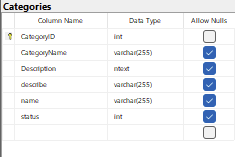 Categories
Column Name Data Type Allow Nulls
CategoryID int
CategoryName varchar(255)
Description ntext
describe varchar(255)
name varchar(255)
status int